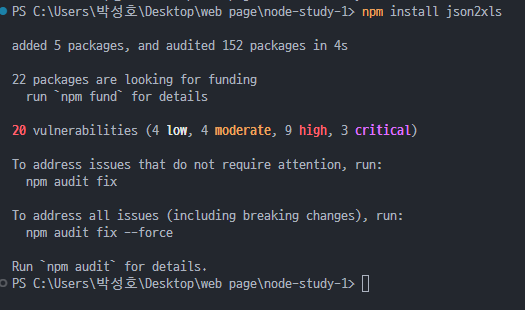 PS C:\Users\박성호\Desktop\web page\node-study-1> npm install json2xls
added 5 packages, and audited 152 packages in 4s
22 packages are looking for funding
  run `npm fund` for details
20 vulnerabilities (4 low, 4 moderate, 9 high, 3 critical)
To address issues that do not require attention, run:
  npm audit fix
To address all issues (including breaking changes), run:
  npm audit fix --force
Run `npm audit` for details.
PS C:\Users\박성호\Desktop\web page\node-study-1>